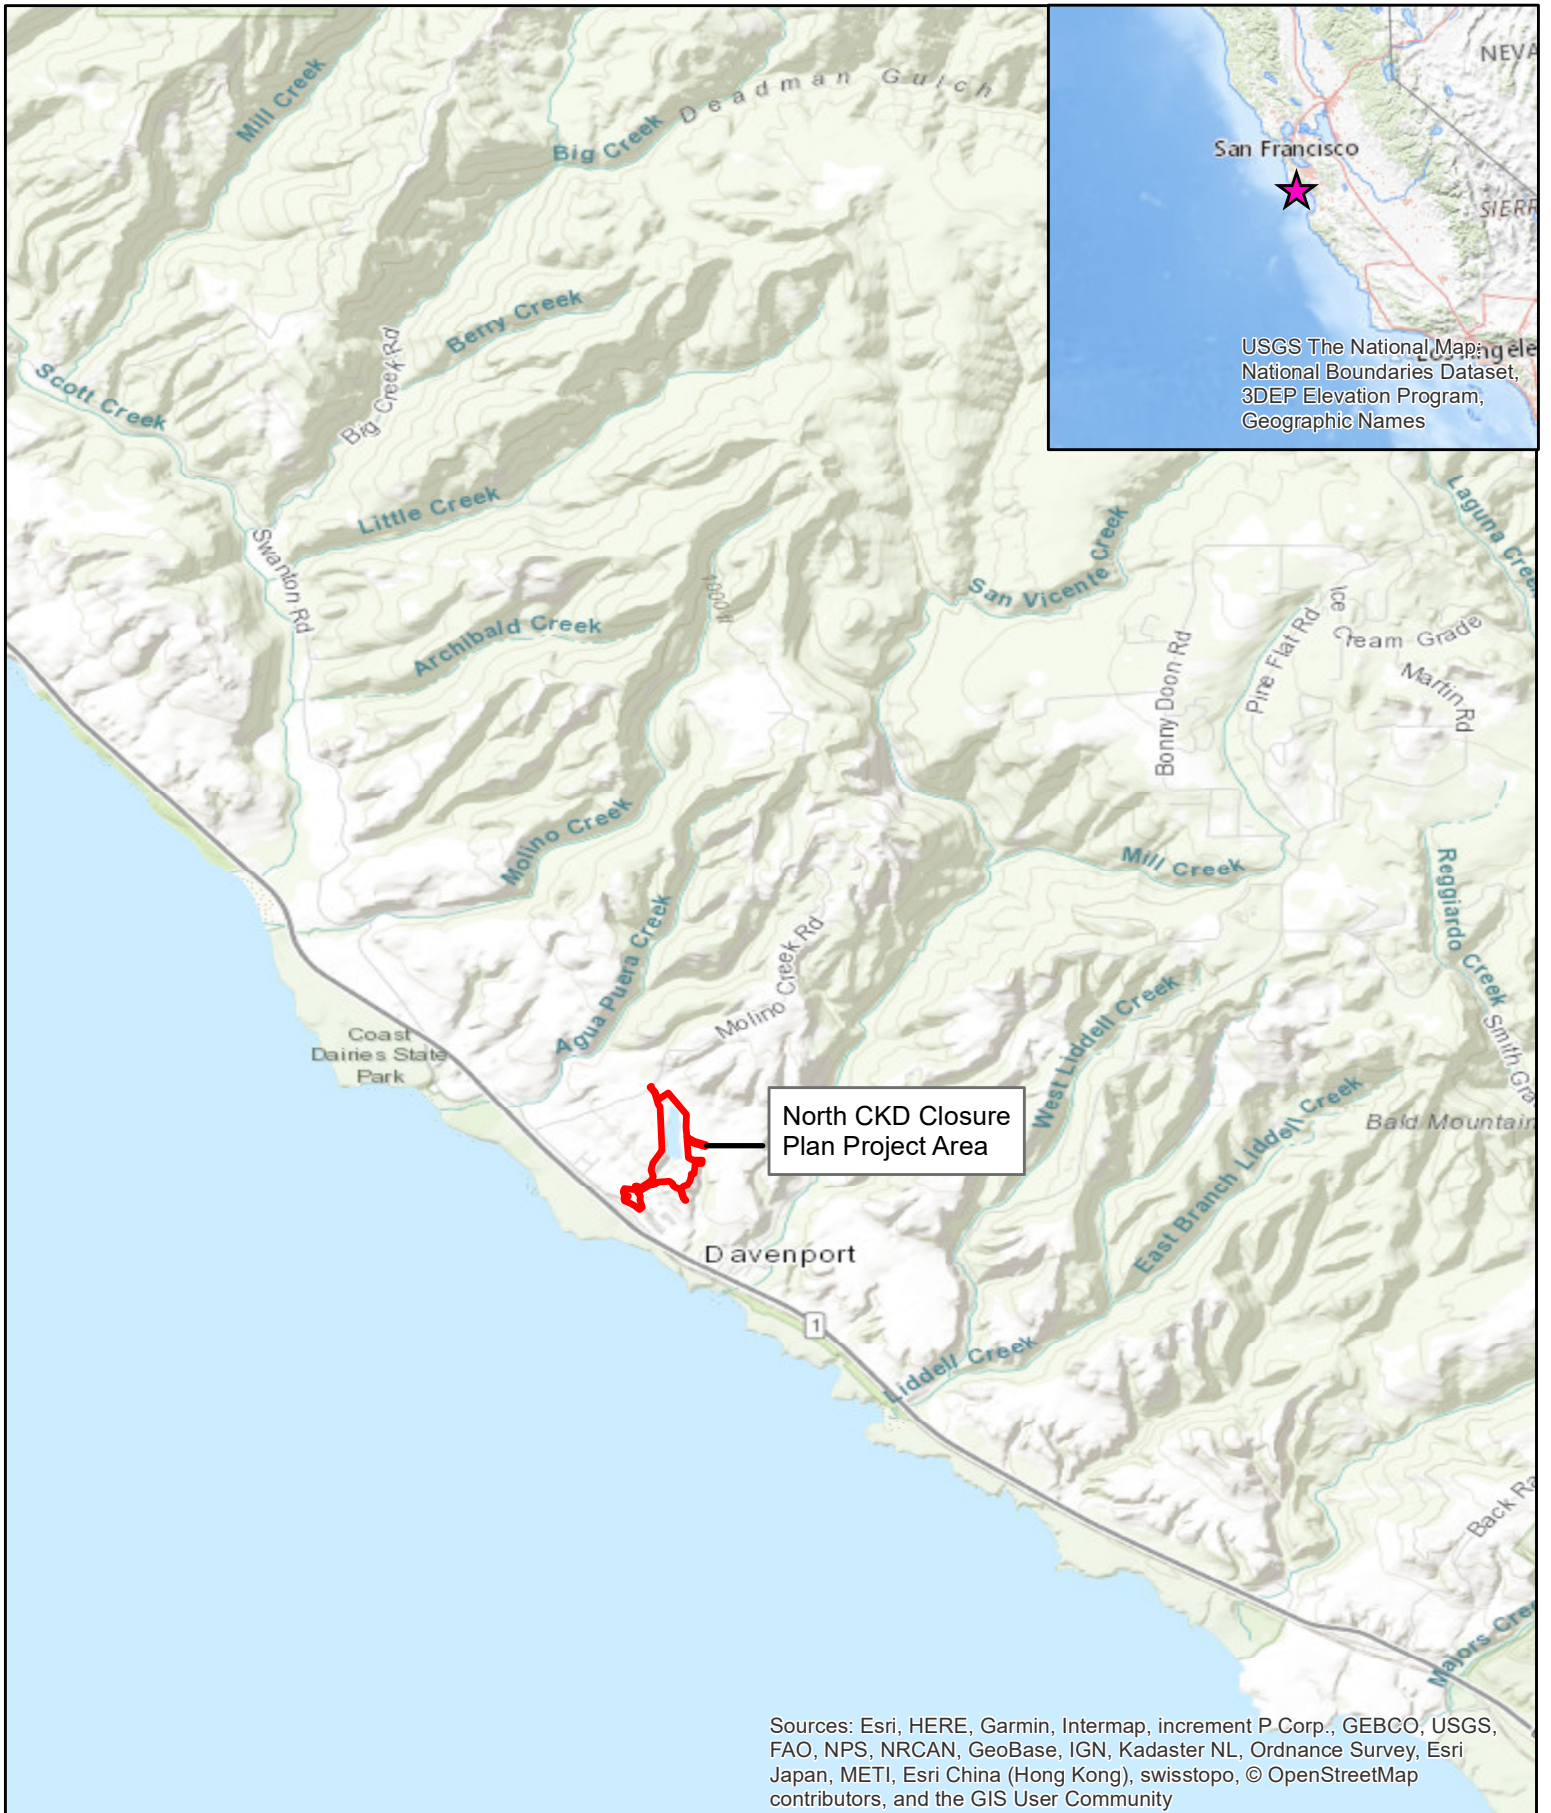 Mill Creek
Big Creek
Deadman Gulch
NEVA
San Francisco
SIERR
USGS The National Map:
National Boundaries Dataset,
3DEP Elevation Program,
Geographic Names
Berry Creek
Big Creek Rd
Scott Creek
Little Creek
Swanton Rd
1000 ft
San Vicente Creek
Laguna Creek
Archibald Creek
Ice
Cream Grade
Pine Flat Rd
Bonny Doon Rd
Martin Rd
Molino Creek
Mill Creek
Reggiardo Creek
Agua Puera Creek
Molino Creek Rd
West Liddell Creek
Smith Gra
Coast
Dairies State
Park
North CKD Closure
Plan Project Area
East Branch Liddell Creek
Bald Mountain
Davenport
1
Liddell Creek
Back Ra
Majors Cree
Sources: Esri, HERE, Garmin, Intermap, increment P Corp., GEBCO, USGS,
FAO, NPS, NRCAN, GeoBase, IGN, Kadaster NL, Ordnance Survey, Esri
Japan, METI, Esri China (Hong Kong), swisstopo, © OpenStreetMap
contributors, and the GIS User Community